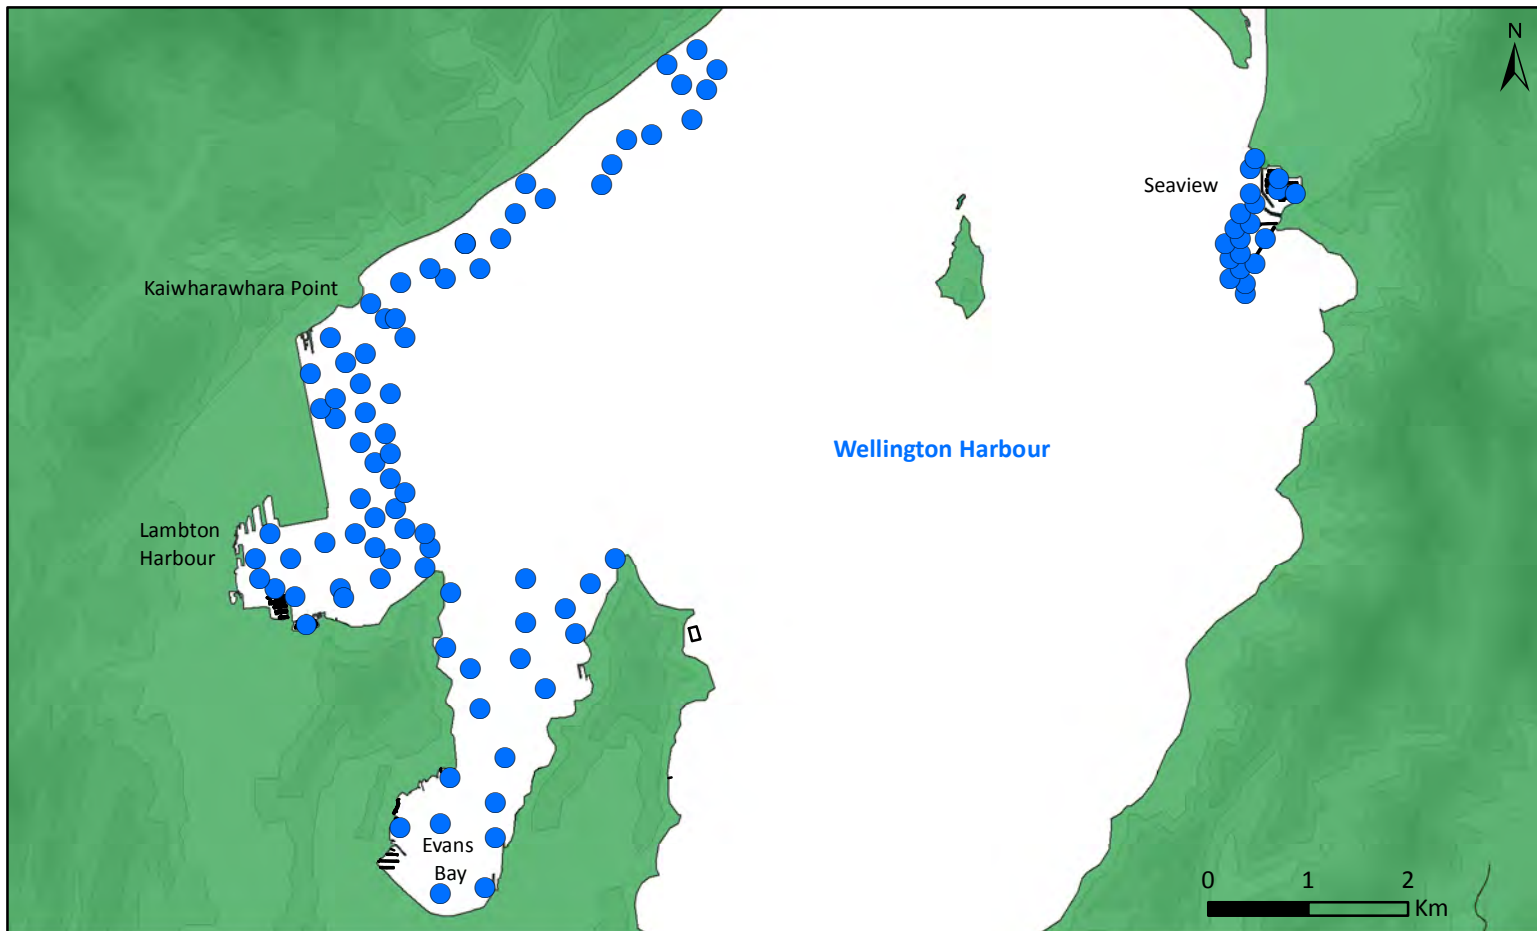 N
Seaview
Kaiwharawhara Point
Wellington Harbour
Lambton
Harbour
Evans
Bay
0 1 2
Km